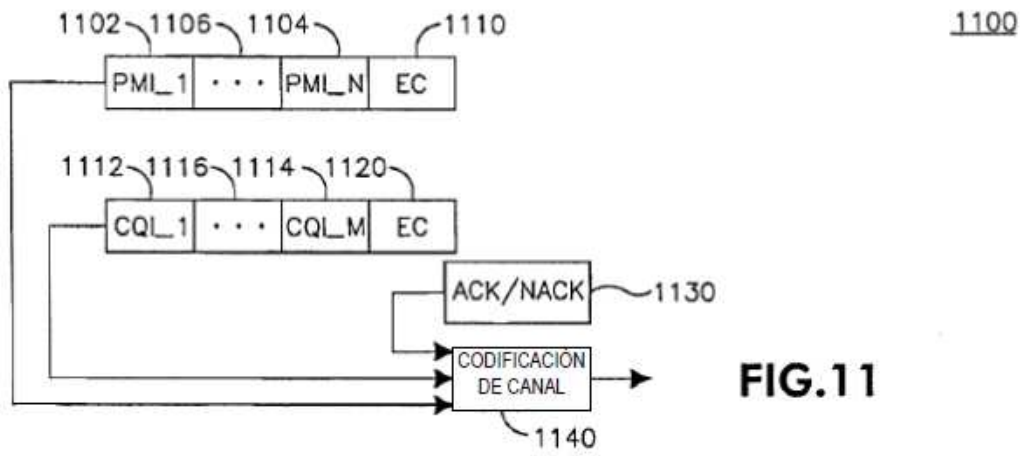 1102 1106 1104 1110 1100
PMI_1 · · · PMI_N EC
1112 1116 1114 1120
CQI_1 · · · CQI_M EC
ACK/NACK 1130
CODIFICACIÓN
DE CANAL
FIG.11
1140